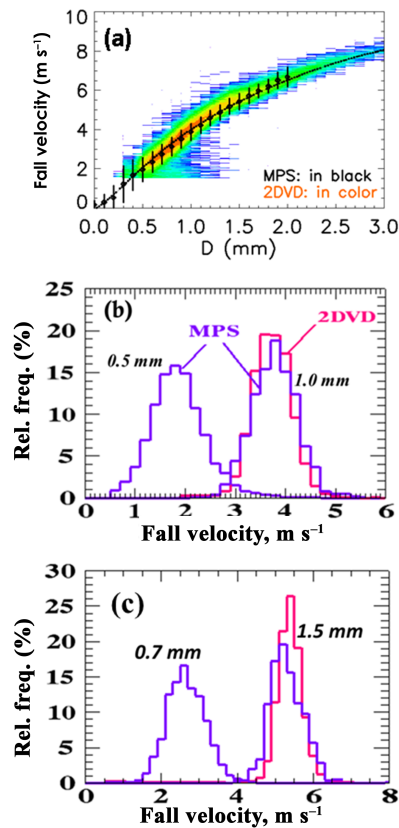 (a)
10
8
6
4
2
0
Fall velocity (m s⁻¹)
MPS: in black
2DVD: in color
0.0 0.5 1.0 1.5 2.0 2.5 3.0
D (mm)
(b)
25
20
15
10
5
0
Rel. freq. (%)
MPS
2DVD
0.5 mm
1.0 mm
0 1 2 3 4 5 6
Fall velocity, m s⁻¹
(c)
30
25
20
15
10
5
0
Rel. freq. (%)
0.7 mm
1.5 mm
0 2 4 6 8
Fall velocity, m s⁻¹